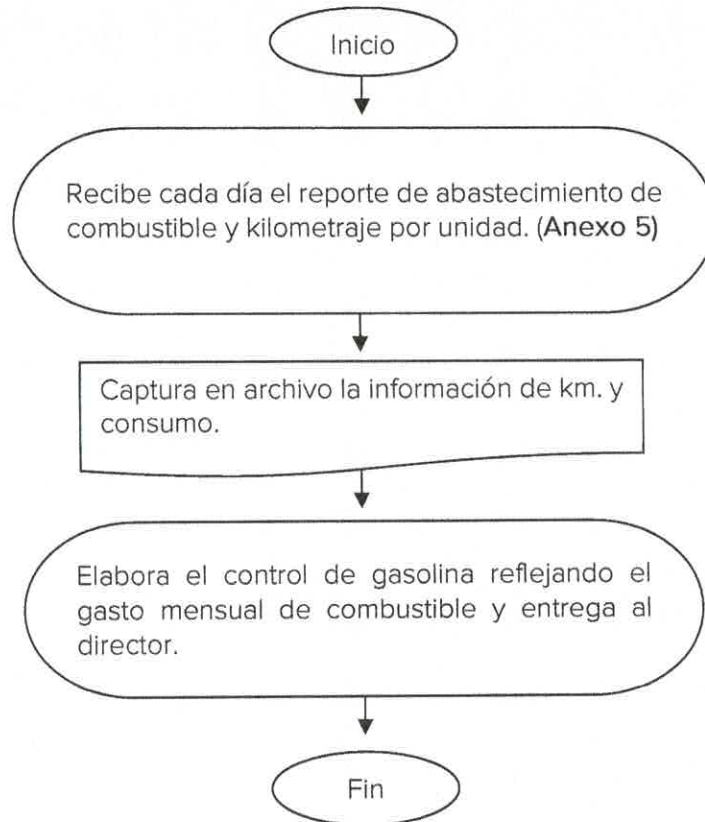 Inicio
Recibe cada día el reporte de abastecimiento de
combustible y kilometraje por unidad. (Anexo 5)
Captura en archivo la información de km. y
consumo.
Elabora el control de gasolina reflejando el
gasto mensual de combustible y entrega al
director.
Fin